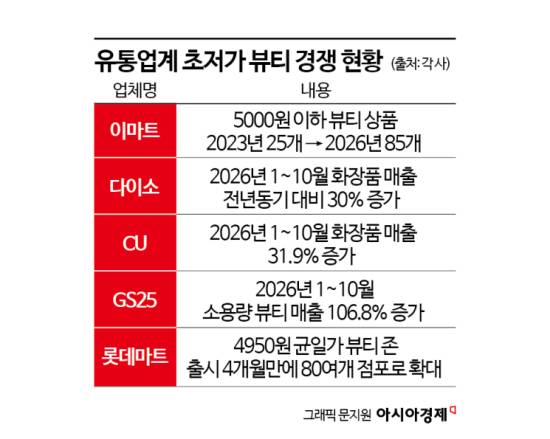 유통업계 초저가 뷰티 경쟁 현황 (출처:각사)
업체명 내용
이마트 5000원 이하 뷰티 상품
2023년 25개 → 2026년 85개
다이소 2026년 1~10월 화장품 매출
전년동기 대비 30% 증가
CU 2026년 1~10월 화장품 매출
31.9% 증가
GS25 2026년 1~10월
소용량 뷰티 매출 106.8% 증가
롯데마트 4950원 균일가 뷰티 존
출시 4개월만에 80여개 점포로 확대
그래픽 문지원 아시아경제